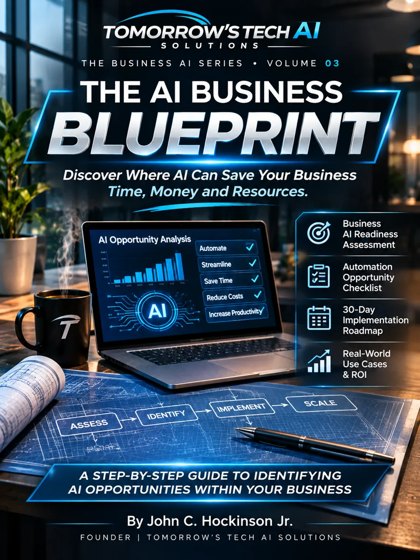 TOMORROW'S TECH AI
SOLUTIONS
THE BUSINESS AI SERIES • VOLUME 03
THE AI BUSINESS
BLUEPRINT
Discover Where AI Can Save Your Business
Time, Money and Resources.
AI Opportunity Analysis
Automate
Streamline
Save Time
Reduce Costs
Increase Productivity
AI
Business
AI Readiness
Assessment
Automation
Opportunity
Checklist
30-Day
Implementation
Roadmap
Real-World
Use Cases
& ROI
T
ASSESS
IDENTIFY
IMPLEMENT
SCALE
A STEP-BY-STEP GUIDE TO IDENTIFYING
AI OPPORTUNITIES WITHIN YOUR BUSINESS
By John C. Hockinson Jr.
FOUNDER | TOMORROW'S TECH AI SOLUTIONS